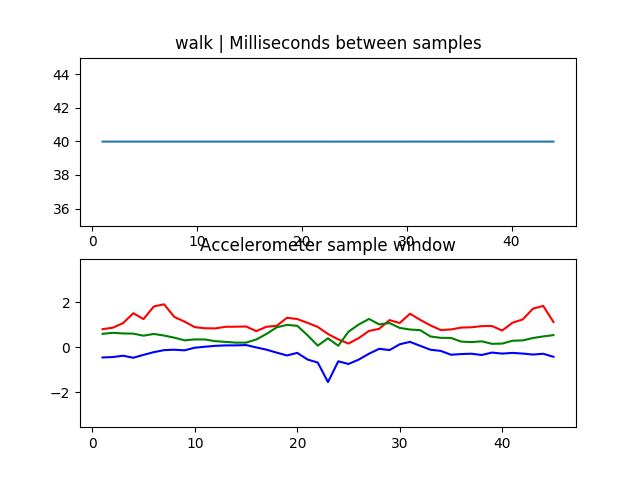 walk | Milliseconds between samples
44
42
40
38
36
0 10 20 30 40
Accelerometer sample window
2
0
−2
0 10 20 30 40